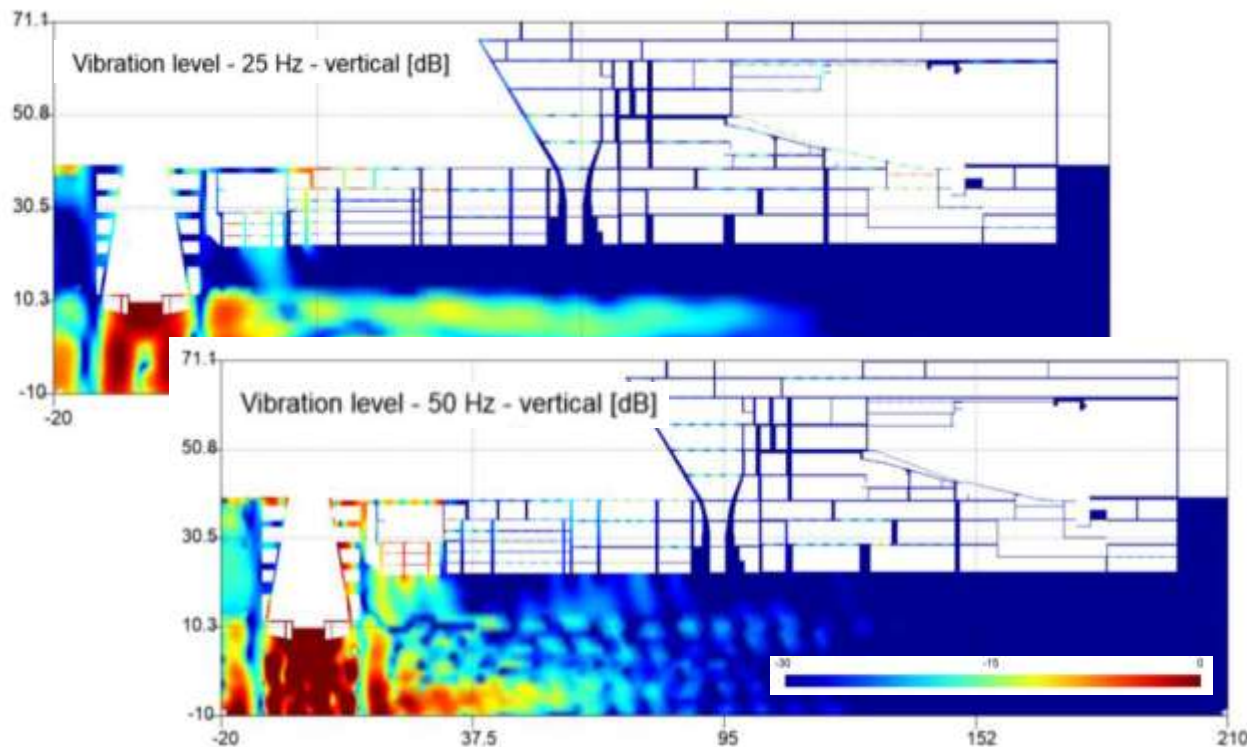 71.1
Vibration level - 25 Hz - vertical [dB]
50.8
30.5
10.3
-10
-20
71.1
Vibration level - 50 Hz - vertical [dB]
50.8
30.5
10.3
-30 -15 0
-10
-20 37.5 95 152 210